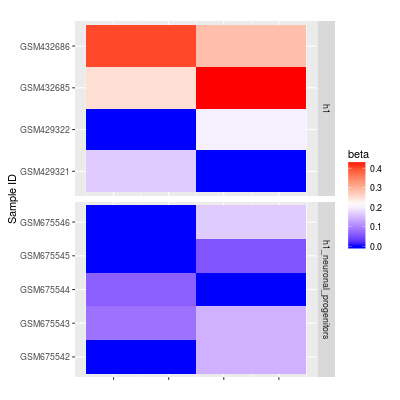 GSM432686
GSM432685
GSM429322
GSM429321
h1
GSM675546
GSM675545
GSM675544
GSM675543
GSM675542
h1_neuronal_progenitors
Sample ID
beta
0.4
0.3
0.2
0.1
0.0